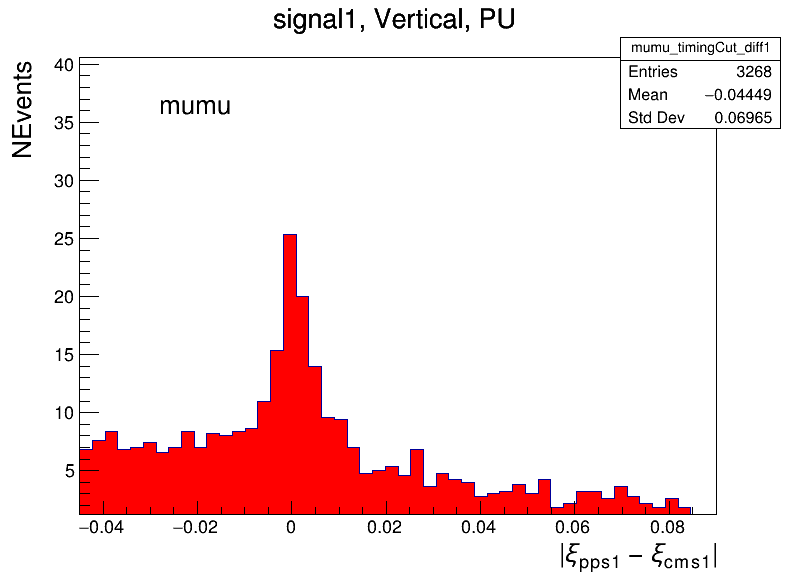 signal1, Vertical, PU
mumu_timingCut_diff1
Entries 3268
Mean −0.04449
Std Dev 0.06965
NEvents
mumu
40
35
30
25
20
15
10
5
−0.04 −0.02 0 0.02 0.04 0.06 0.08
|ξpps1 − ξcms1|